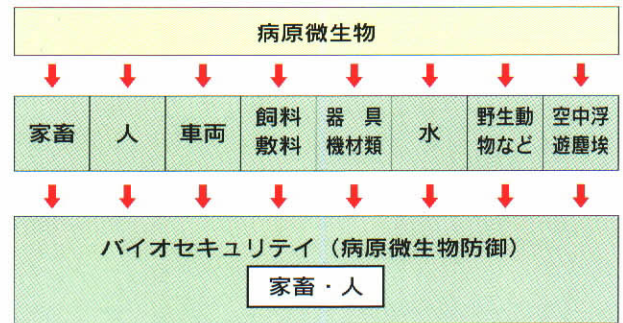 病原微生物
家畜
人
車両
飼料
敷料
器具
機材類
水
野生動
物など
空中浮
遊塵埃
バイオセキュリテイ（病原微生物防御）
家畜・人